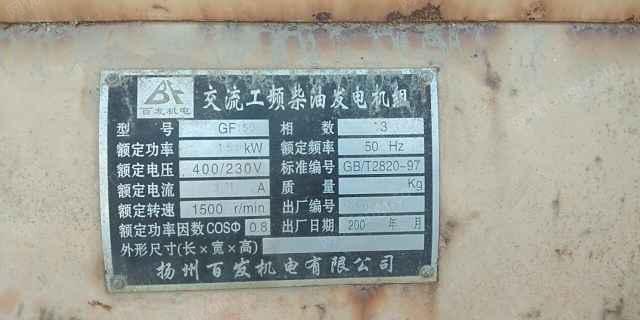 BF
百发机电
交流工频柴油发电机组
型 号 GF 相 数 3
额定功率 kW 额定频率 50 Hz
额定电压 400/230V 标准编号 GB/T2820-97
额定电流 A 质 量 Kg
额定转速 1500 r/min 出厂编号
额定功率因数COSΦ 0.8 出厂日期 200 年 月
外形尺寸(长×宽×高)
扬州百发机电有限公司